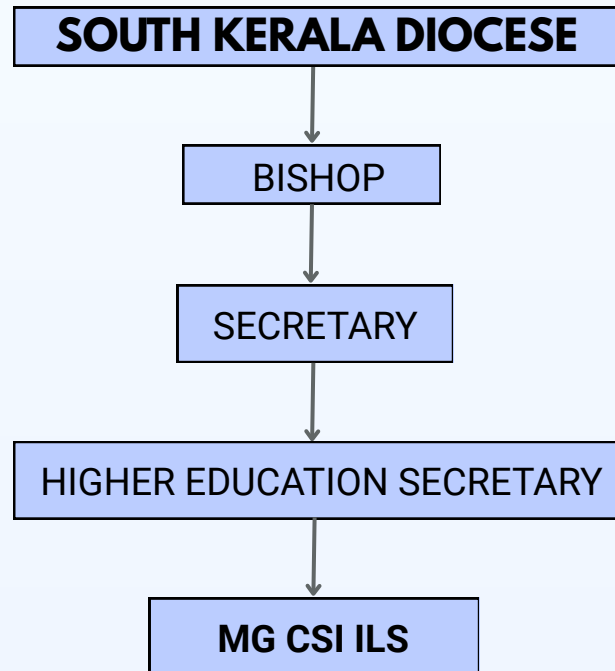 SOUTH KERALA DIOCESE
BISHOP
SECRETARY
HIGHER EDUCATION SECRETARY
MG CSI ILS